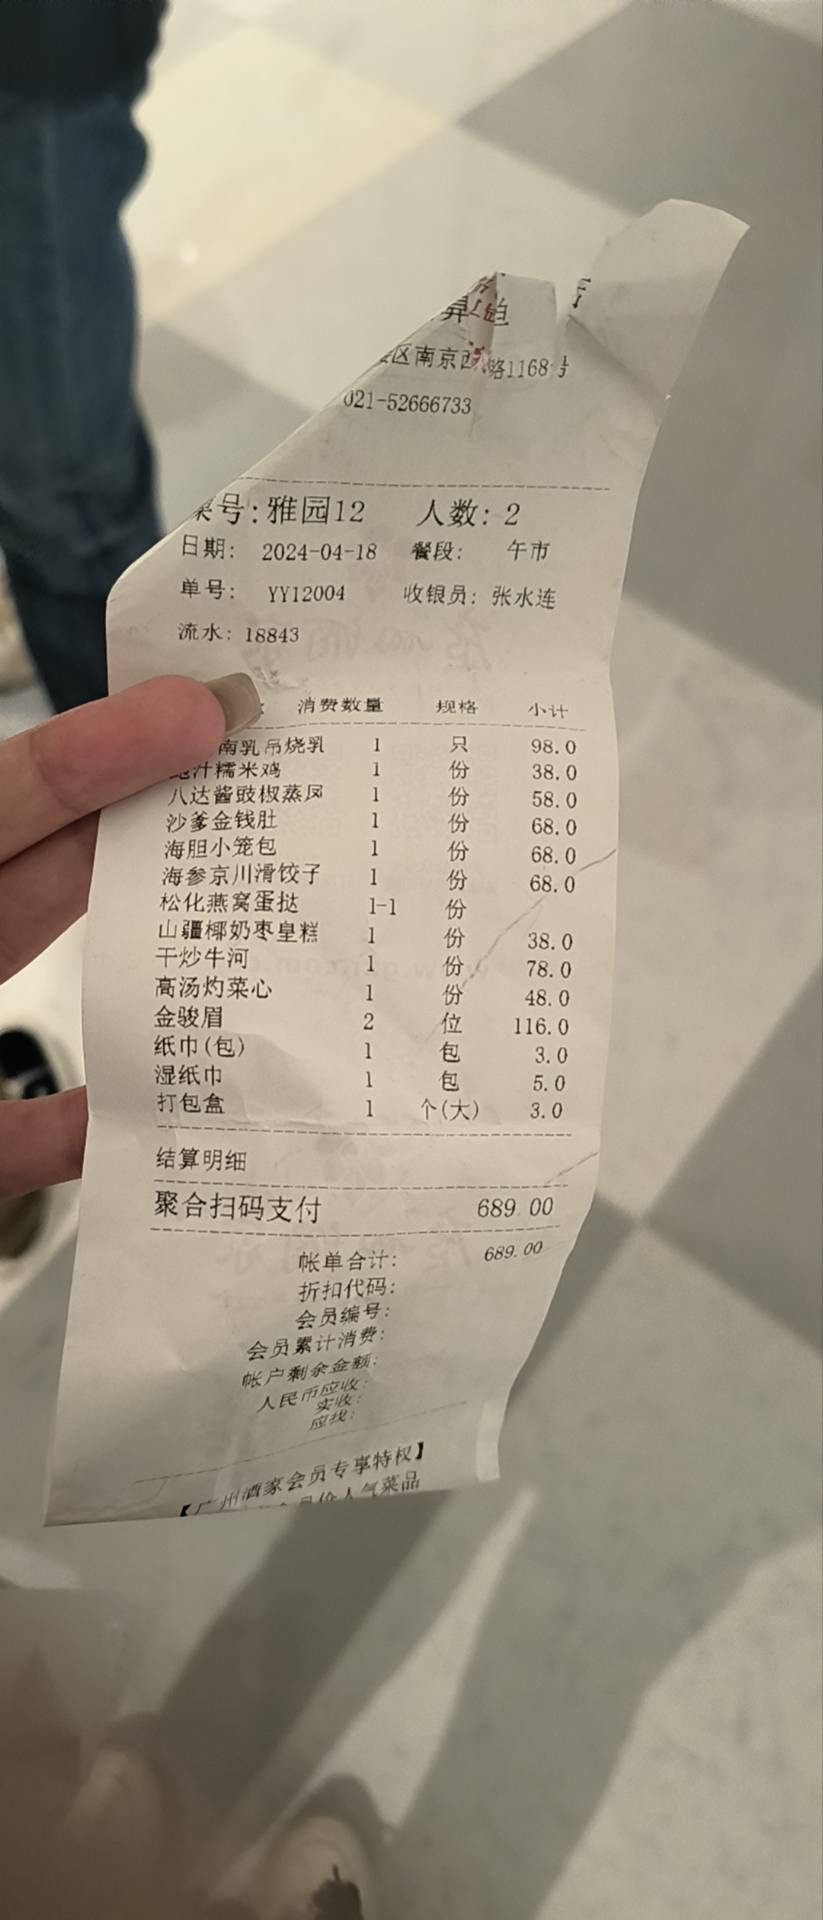 区南京西路1168号
021-52666733
桌号:雅园12 人数: 2
日期: 2024-04-18 餐段: 午市
单号: YY12004 收银员: 张水连
流水: 18843
消费数量 规格 小计
南乳吊烧乳 1 只 98.0
鲍汁糯米鸡 1 份 38.0
八达酱豉椒蒸凤 1 份 58.0
沙爹金钱肚 1 份 68.0
海胆小笼包 1 份 68.0
海参京川滑饺子 1 份 68.0
松化燕窝蛋挞 1-1 份
山疆椰奶枣皇糕 1 份 38.0
干炒牛河 1 份 78.0
高汤灼菜心 1 份 48.0
金骏眉 2 位 116.0
纸巾(包) 1 包 3.0
湿纸巾 1 包 5.0
打包盒 1 个(大) 3.0
结算明细
聚合扫码支付 689.00
帐单合计: 689.00
折扣代码:
会员编号:
会员累计消费:
帐户剩余金额:
人民币应收:
实收:
应找:
【广州酒家会员专享特权】
人气菜品